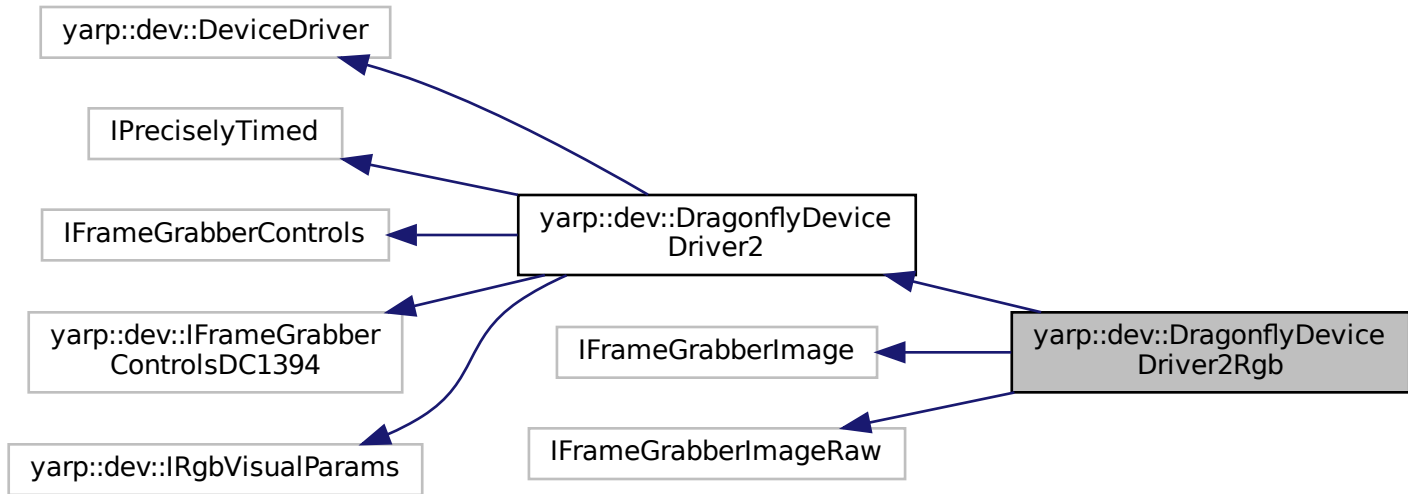 yarp::dev::DeviceDriver
IPreciselyTimed
IFrameGrabberControls
yarp::dev::IFrameGrabber
ControlsDC1394
yarp::dev::IRgbVisualParams
yarp::dev::DragonflyDevice
Driver2
IFrameGrabberImage
IFrameGrabberImageRaw
yarp::dev::DragonflyDevice
Driver2Rgb